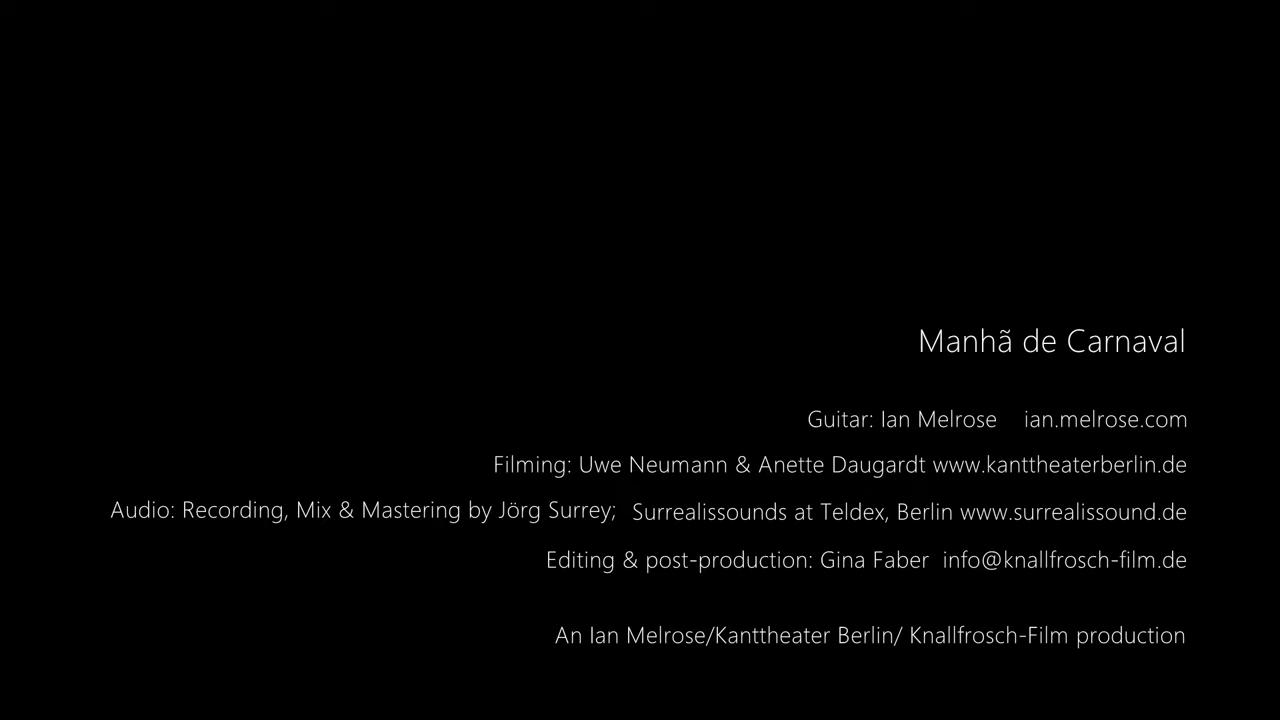 Manhã de Carnaval
Guitar: Ian Melrose ian.melrose.com
Filming: Uwe Neumann & Anette Daugardt www.kanttheaterberlin.de
Audio: Recording, Mix & Mastering by Jörg Surrey; Surrealissounds at Teldex, Berlin www.surrealissound.de
Editing & post-production: Gina Faber info@knallfrosch-film.de
An Ian Melrose/Kanttheater Berlin/ Knallfrosch-Film production